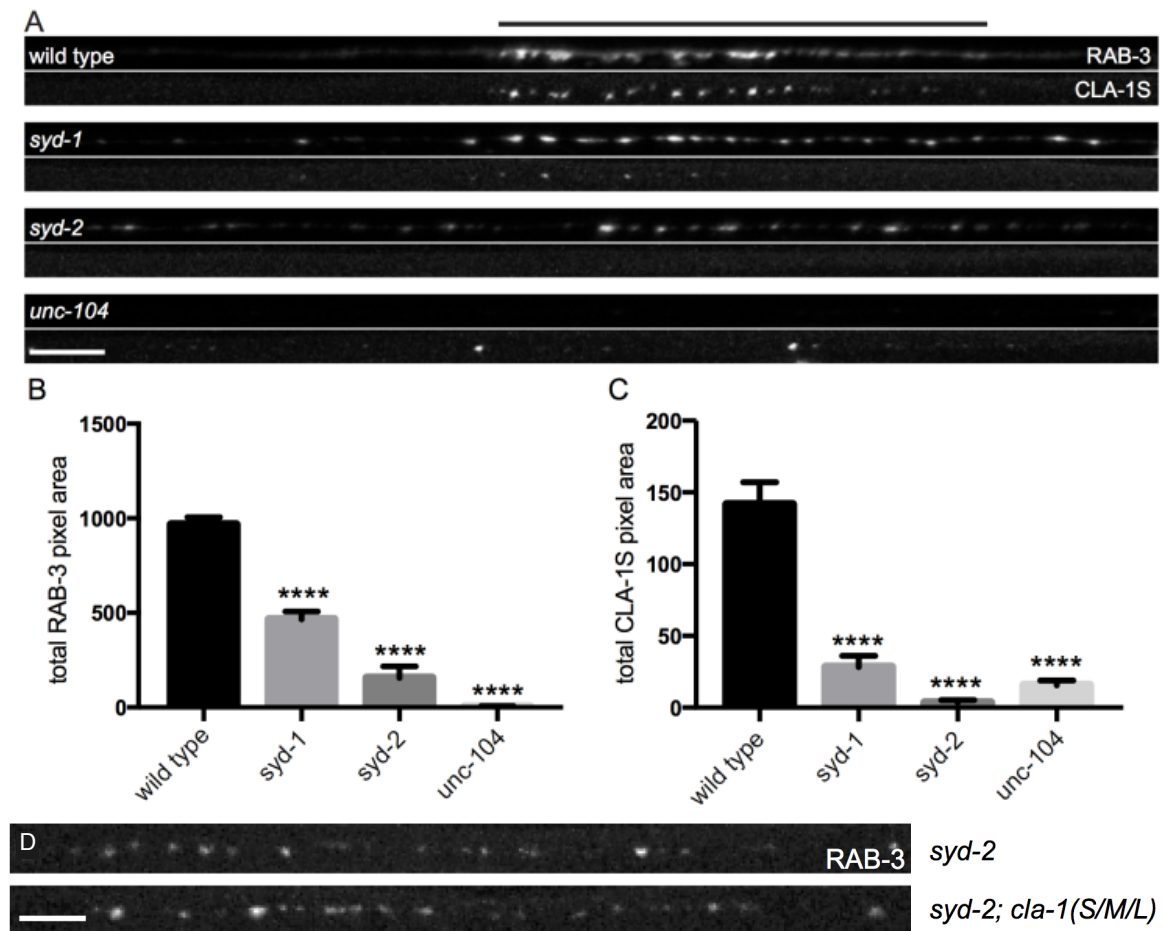 A
wild type RAB-3
CLA-1S
syd-1
syd-2
unc-104
B
total RAB-3 pixel area
1500
1000
500
0
****
****
****
wild type
syd-1
syd-2
unc-104
C
total CLA-1S pixel area
200
150
100
50
0
****
****
****
wild type
syd-1
syd-2
unc-104
D
RAB-3 syd-2
syd-2; cla-1(S/M/L)